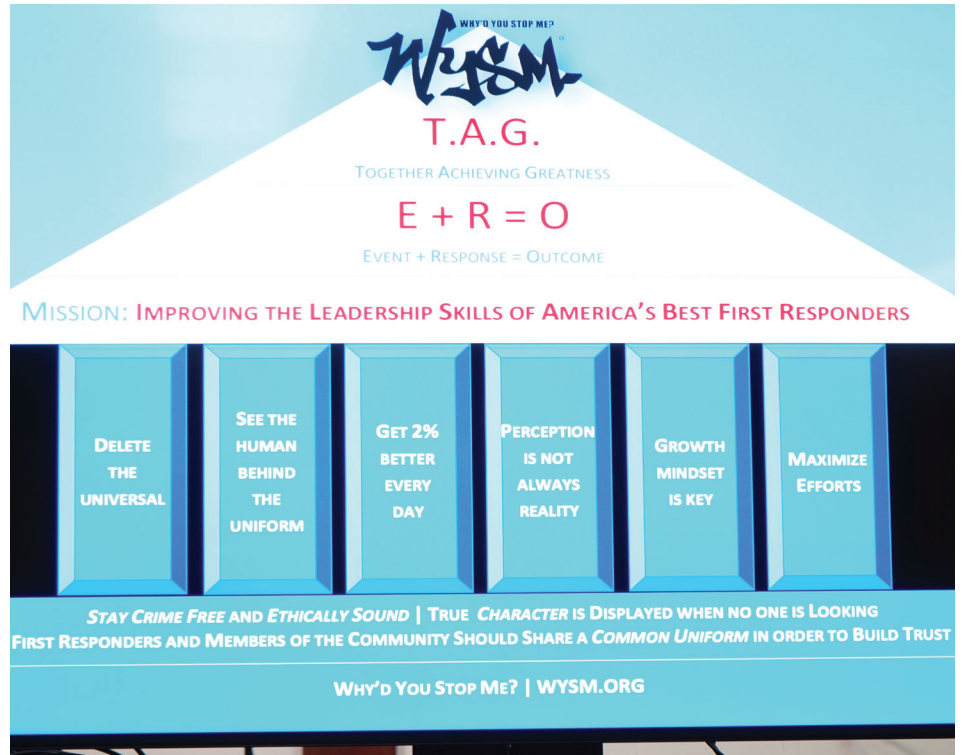 WHY'D YOU STOP ME?
WYSM
T.A.G.
TOGETHER ACHIEVING GREATNESS
E + R = O
EVENT + RESPONSE = OUTCOME
MISSION: IMPROVING THE LEADERSHIP SKILLS OF AMERICA'S BEST FIRST RESPONDERS
DELETE
THE
UNIVERSAL
SEE THE
HUMAN
BEHIND
THE
UNIFORM
GET 2%
BETTER
EVERY
DAY
PERCEPTION
IS NOT
ALWAYS
REALITY
GROWTH
MINDSET
IS KEY
MAXIMIZE
EFFORTS
STAY CRIME FREE AND ETHICALLY SOUND | TRUE CHARACTER IS DISPLAYED WHEN NO ONE IS LOOKING
FIRST RESPONDERS AND MEMBERS OF THE COMMUNITY SHOULD SHARE A COMMON UNIFORM IN ORDER TO BUILD TRUST
WHY'D YOU STOP ME? | WYSM.ORG